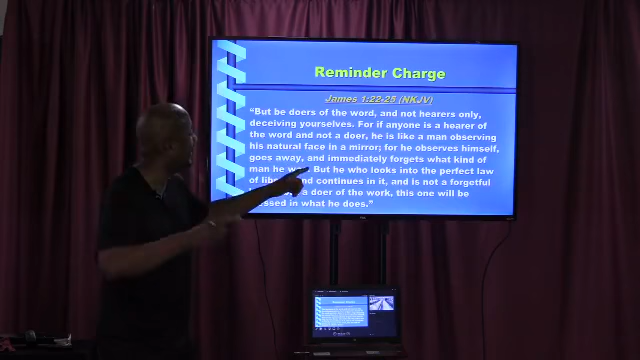 Reminder Charge
James 1:22-25 (NKJV)
“But be doers of the word, and not hearers only,
deceiving yourselves. For if anyone is a hearer of
the word and not a doer, he is like a man observing
his natural face in a mirror; for he observes himself,
goes away, and immediately forgets what kind of
man he But he who looks into the perfect law
of and continues in it, and is not a forgetful
a doer of the work, this one will be
in what he does.”